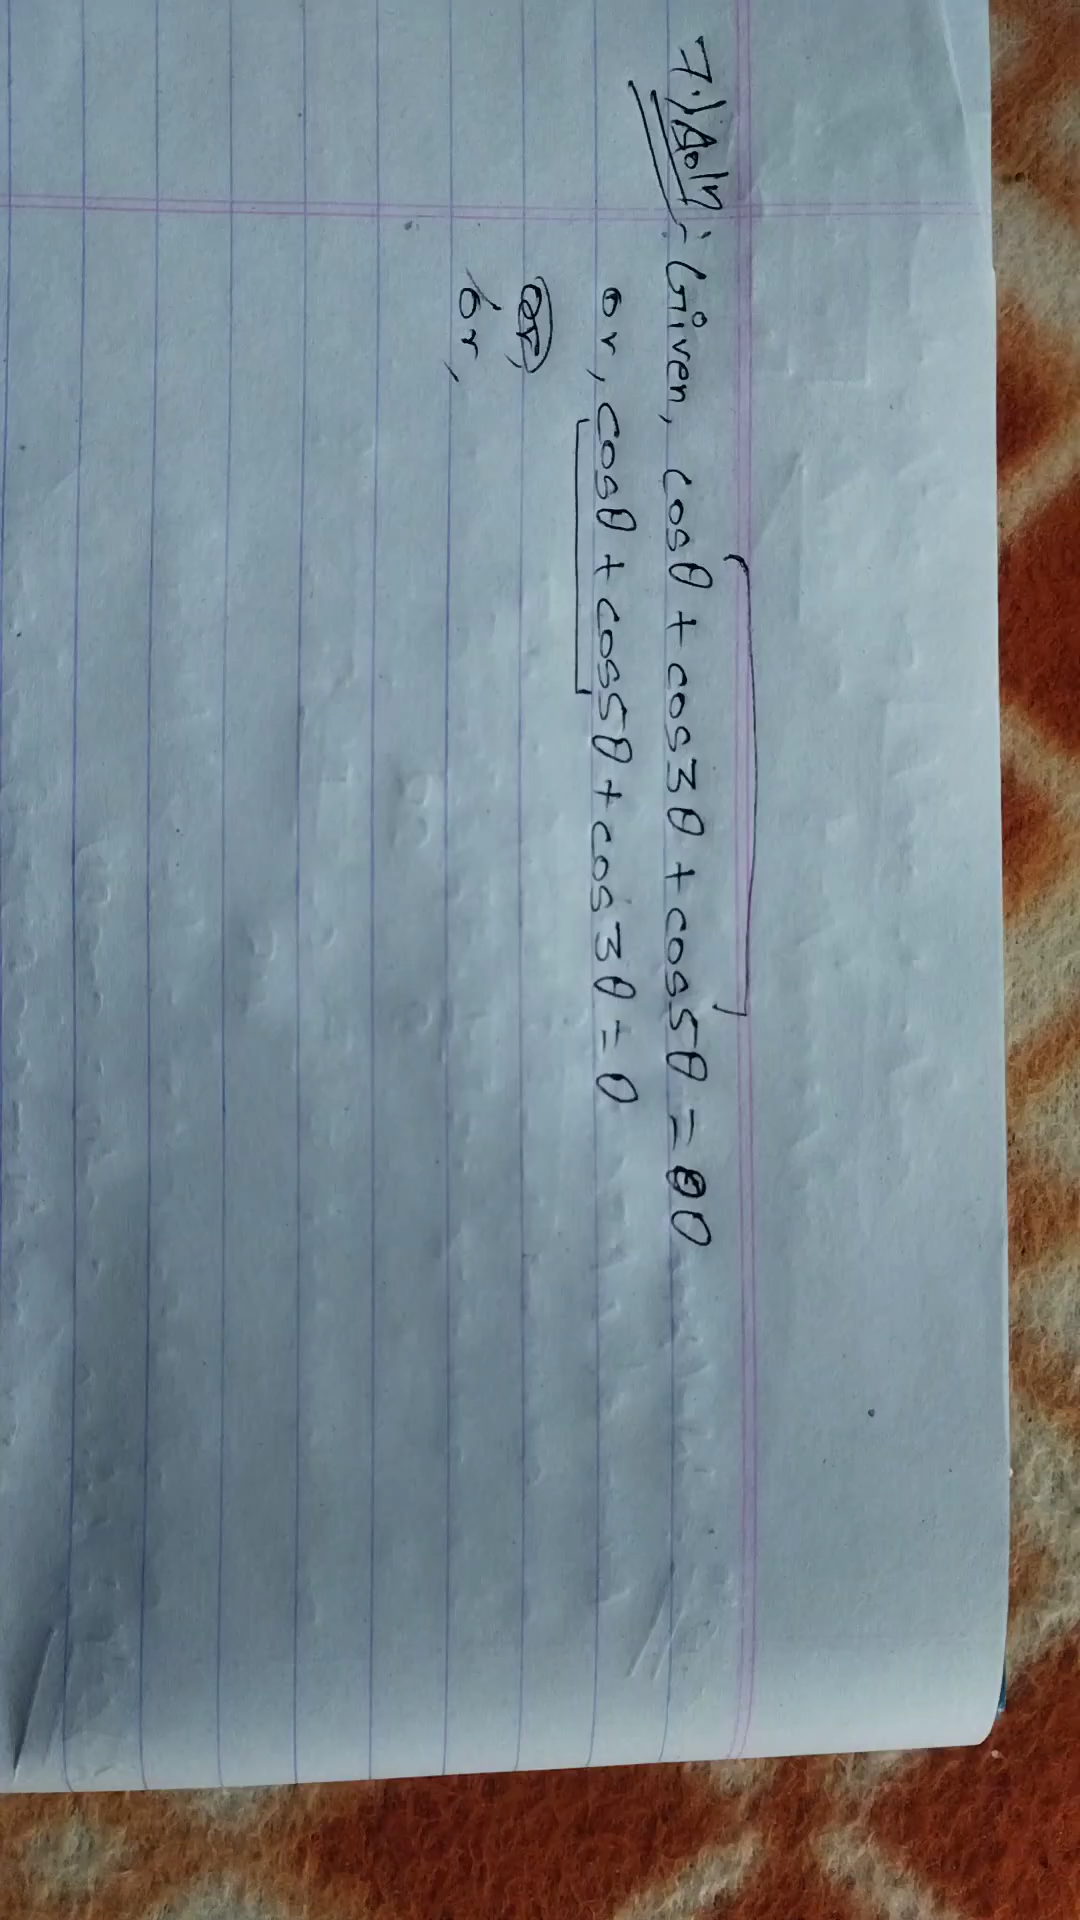 7.) Soln :- Given, cosθ + cos3θ + cos5θ = 0
or, cosθ + cos5θ + cos3θ = 0
or,
or,